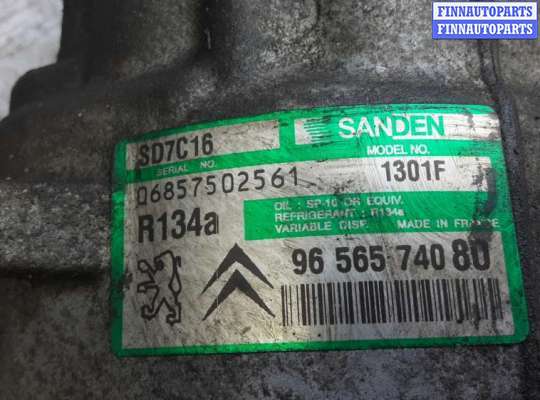 FINNAUTOPARTS
FINNAUTOPARTS
SD7C16
SANDEN
SERIAL NO.
MODEL NO.
06857502561
1301F
R134a
OIL : SP-10 OR EQUIV.
REFRIGERANT : R134a
VARIABLE DISP. MADE IN FRANCE
96 565 740 80